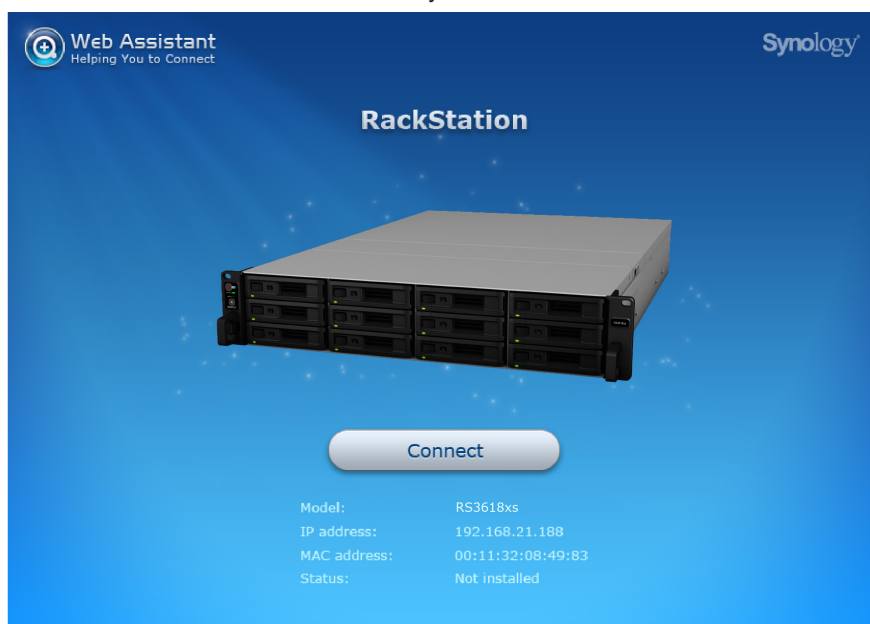 Web Assistant
Helping You to Connect
Synology
RackStation
Connect
Model: RS3618xs
IP address: 192.168.21.188
MAC address: 00:11:32:08:49:83
Status: Not installed